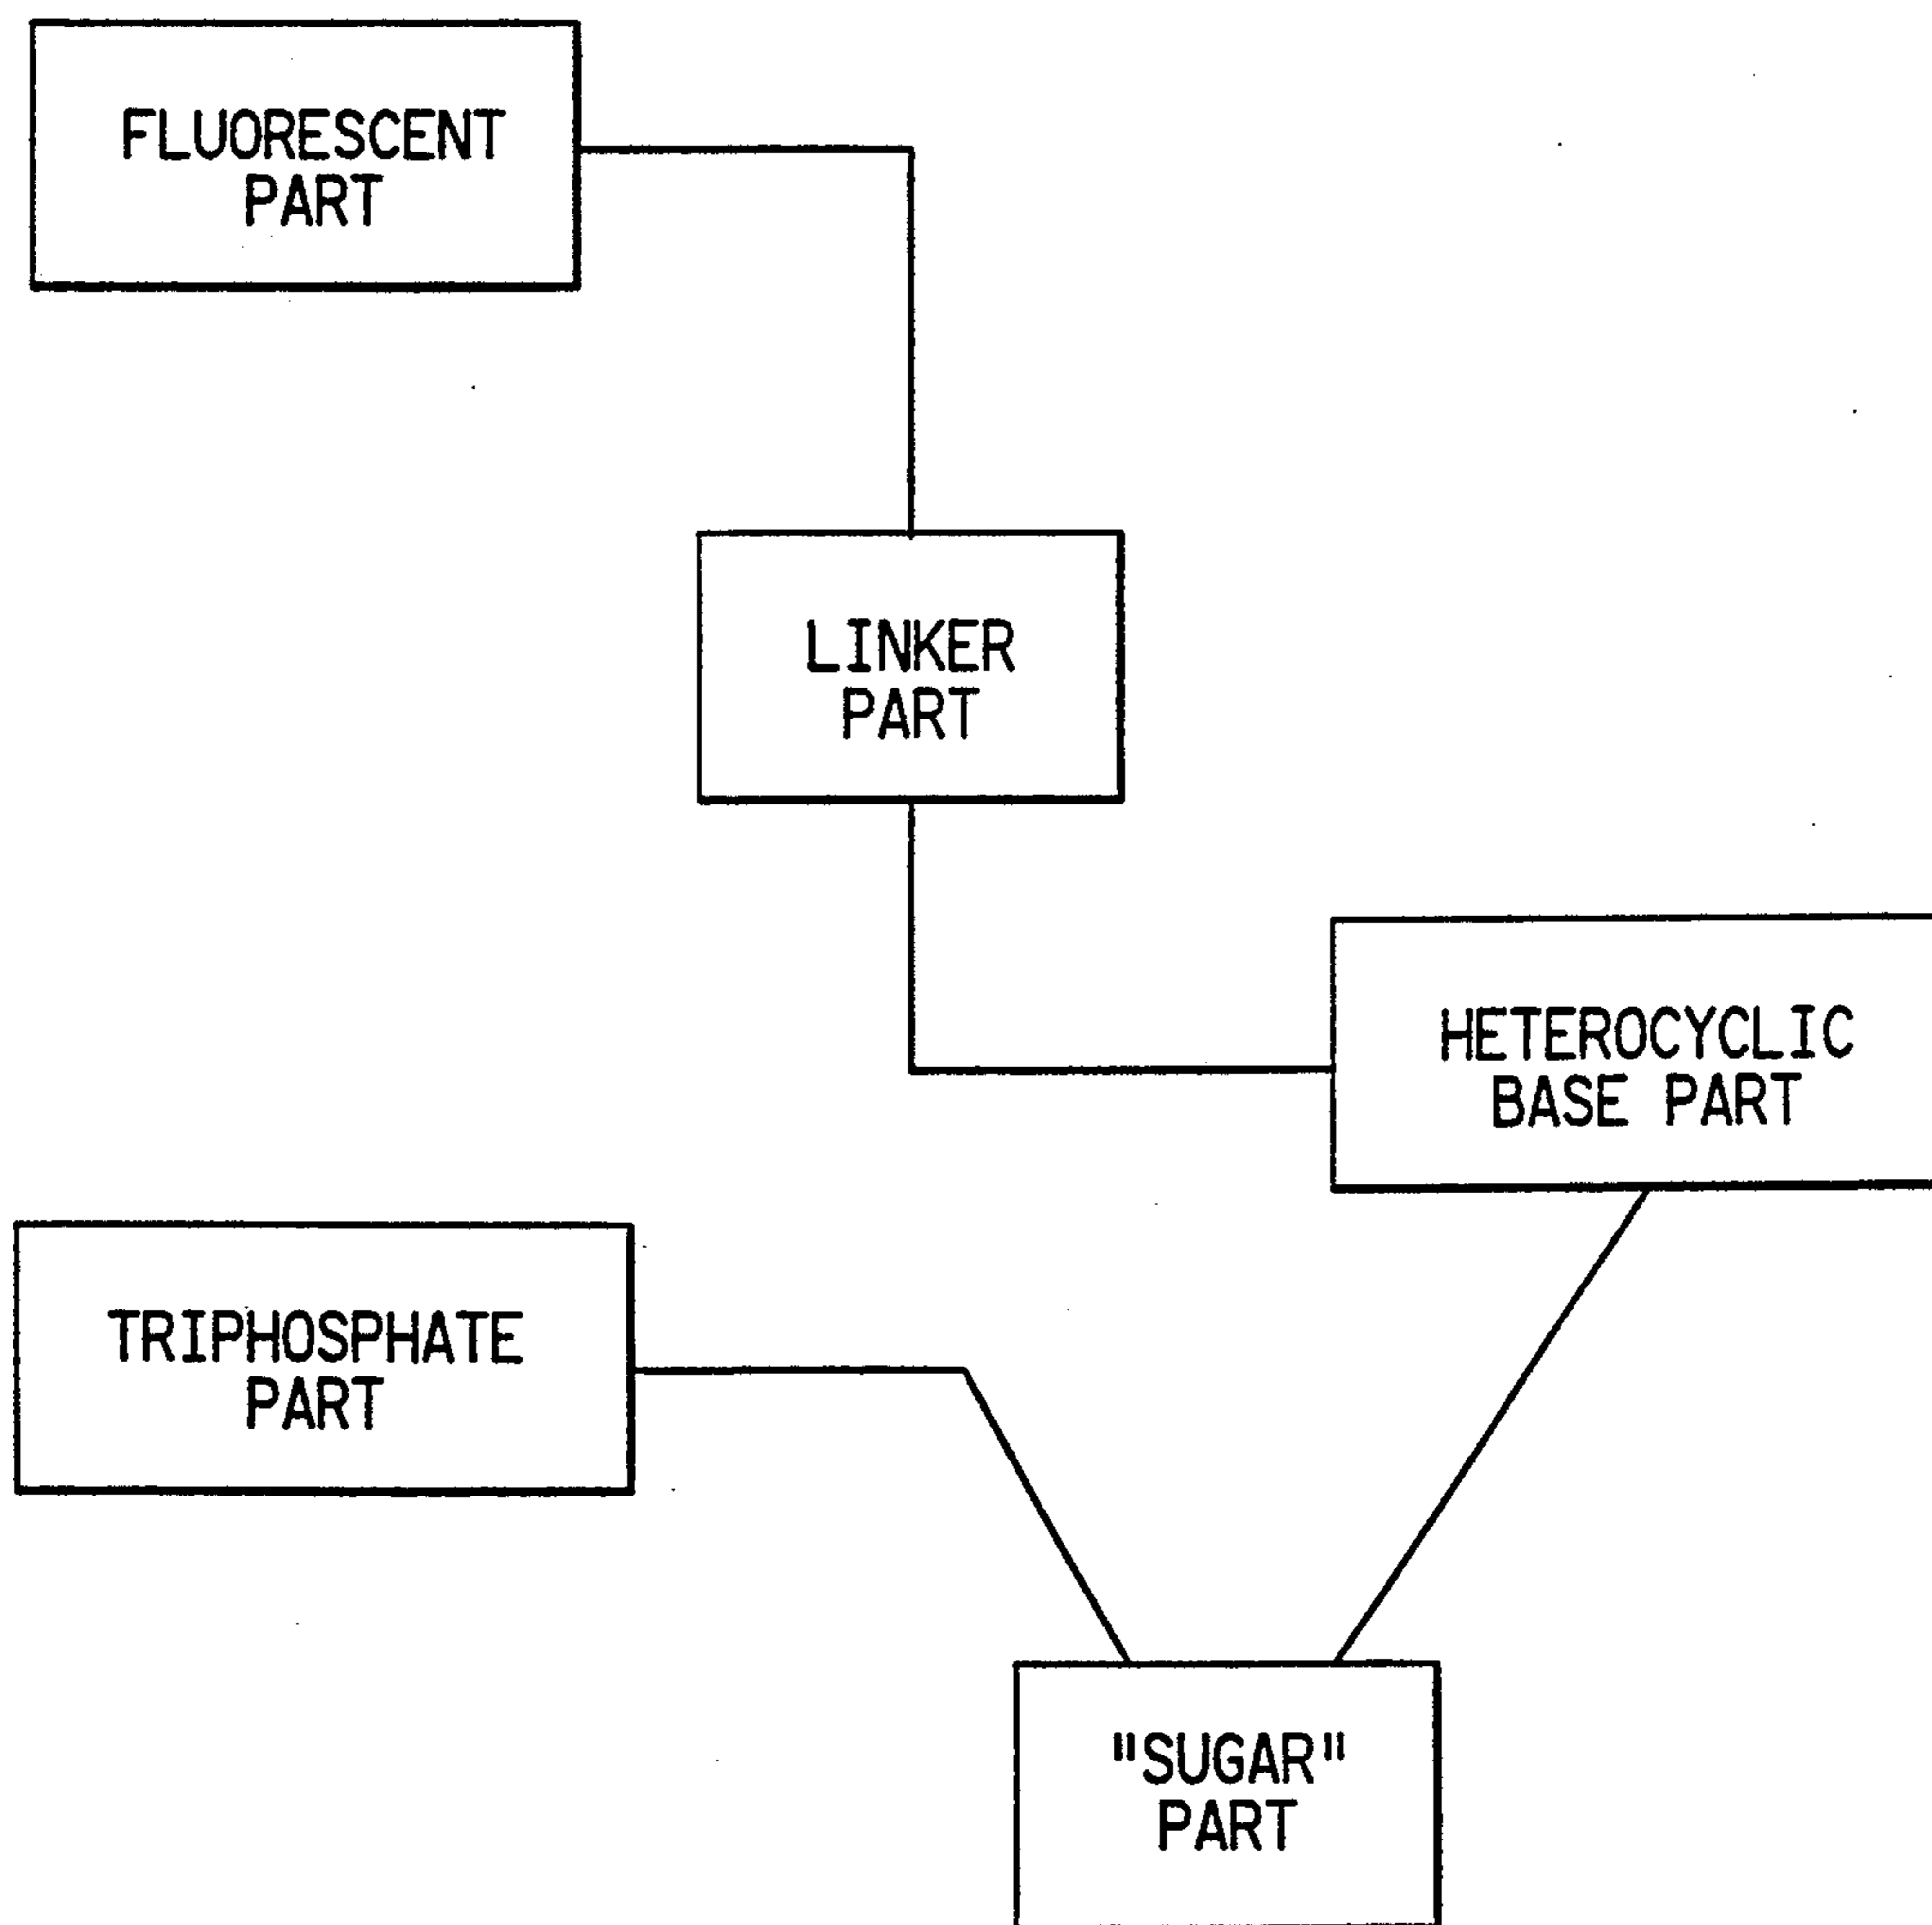 FLUORESCENT
PART
LINKER
PART
HETEROCYCLIC
BASE PART
TRIPHOSPHATE
PART
"SUGAR"
PART